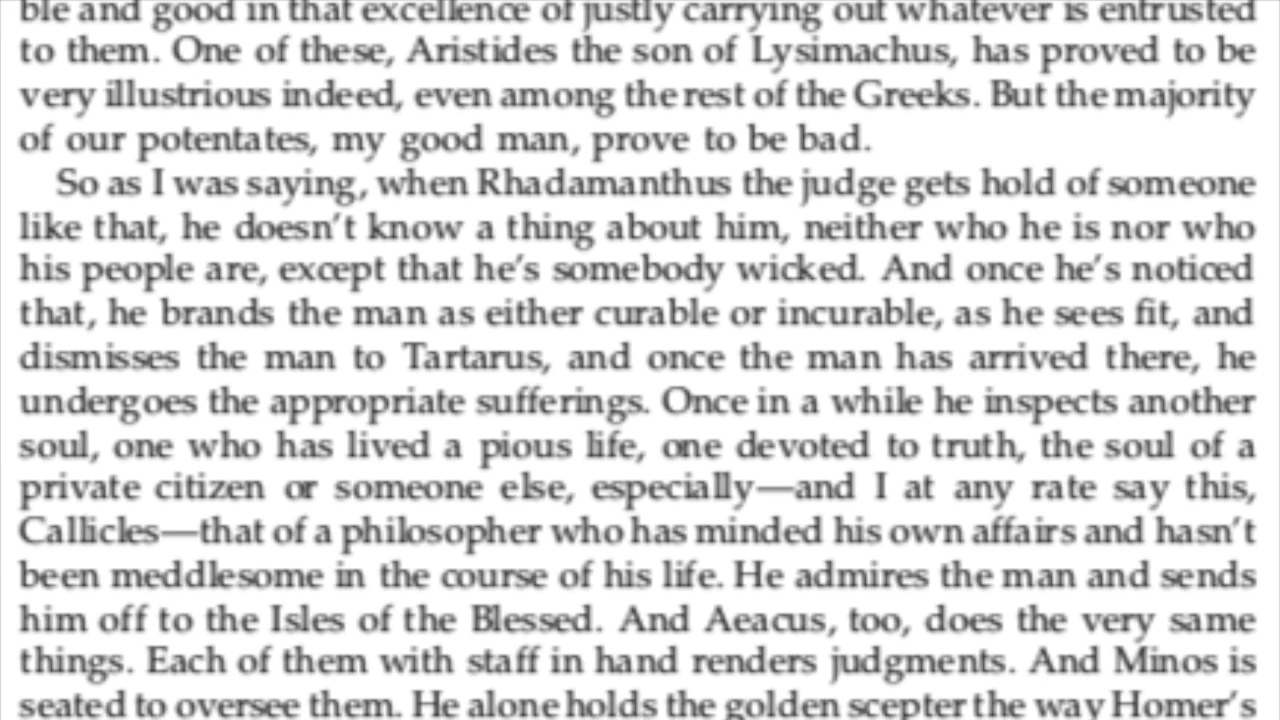 ble and good in that excellence of justly carrying out whatever is entrusted
to them. One of these, Aristides the son of Lysimachus, has proved to be
very illustrious indeed, even among the rest of the Greeks. But the majority
of our potentates, my good man, prove to be bad.
So as I was saying, when Rhadamanthus the judge gets hold of someone
like that, he doesn’t know a thing about him, neither who he is nor who
his people are, except that he’s somebody wicked. And once he’s noticed
that, he brands the man as either curable or incurable, as he sees fit, and
dismisses the man to Tartarus, and once the man has arrived there, he
undergoes the appropriate sufferings. Once in a while he inspects another
soul, one who has lived a pious life, one devoted to truth, the soul of a
private citizen or someone else, especially—and I at any rate say this,
Callicles—that of a philosopher who has minded his own affairs and hasn’t
been meddlesome in the course of his life. He admires the man and sends
him off to the Isles of the Blessed. And Aeacus, too, does the very same
things. Each of them with staff in hand renders judgments. And Minos is
seated to oversee them. He alone holds the golden scepter the way Homer’s